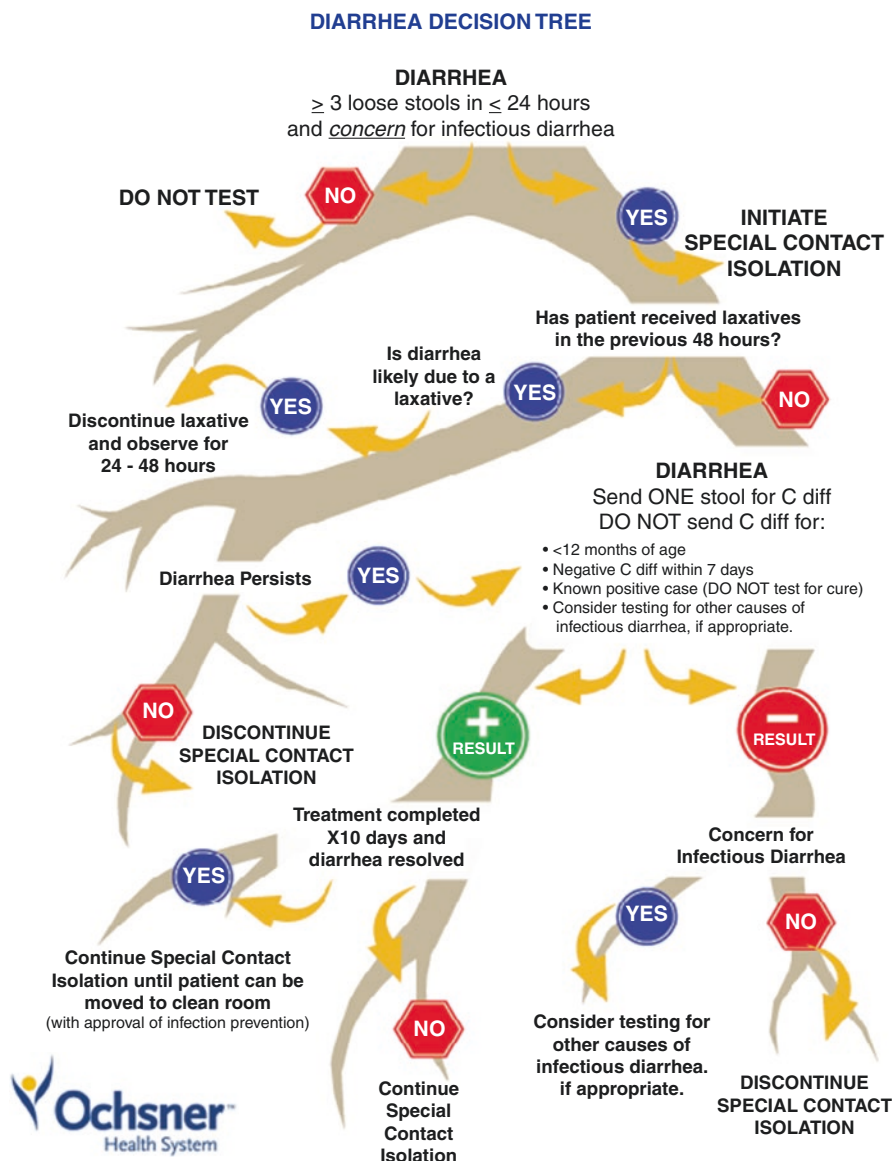 DIARRHEA DECISION TREE
DIARRHEA
≥ 3 loose stools in ≤ 24 hours
and concern for infectious diarrhea
NO
DO NOT TEST
YES
INITIATE
SPECIAL CONTACT
ISOLATION
Has patient received laxatives
in the previous 48 hours?
YES
NO
Is diarrhea
likely due to a
laxative?
YES
Discontinue laxative
and observe for
24 - 48 hours
DIARRHEA
Send ONE stool for C diff
DO NOT send C diff for:
• <12 months of age
• Negative C diff within 7 days
• Known positive case (DO NOT test for cure)
• Consider testing for other causes of
infectious diarrhea, if appropriate.
Diarrhea Persists
YES
NO
DISCONTINUE
SPECIAL CONTACT
ISOLATION
+
RESULT
−
RESULT
Treatment completed
X10 days and
diarrhea resolved
YES
Continue Special Contact
Isolation until patient can be
moved to clean room
(with approval of infection prevention)
NO
Continue
Special
Contact
Isolation
Concern for
Infectious Diarrhea
YES
Consider testing for
other causes of
infectious diarrhea.
if appropriate.
NO
DISCONTINUE
SPECIAL CONTACT
ISOLATION
Ochsner™
Health System